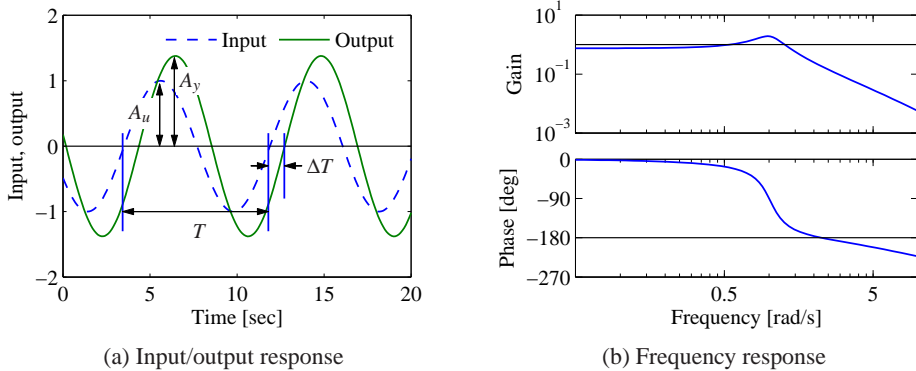 2
1
0
−1
−2
Input, output
Input
Output
A_u
A_y
ΔT
T
0
5
10
15
20
Time [sec]
(a) Input/output response
10^1
10^−1
10^−3
Gain
0
−90
−180
−270
Phase [deg]
0.5
5
Frequency [rad/s]
(b) Frequency response